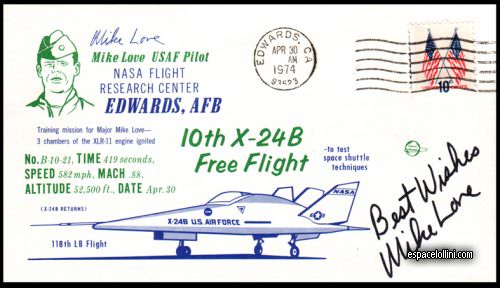 Mike Love
Mike Love USAF Pilot
NASA FLIGHT
RESEARCH CENTER
EDWARDS, AFB
EDWARDS, CA
APR 30
AM
1974
93523
10c
Training mission for Major Mike Love—
3 chambers of the XLR-11 engine ignited
No. B-10-21, TIME 419 seconds,
SPEED 582 mph, MACH .88,
ALTITUDE 52,500 ft., DATE Apr. 30
10th X-24B
Free Flight
-to test
space shuttle
techniques
(X-24B RETURNS)
118th LB Flight
NASA
X-24B U.S. AIR FORCE
Best Wishes
Mike Love
espacelollini.com